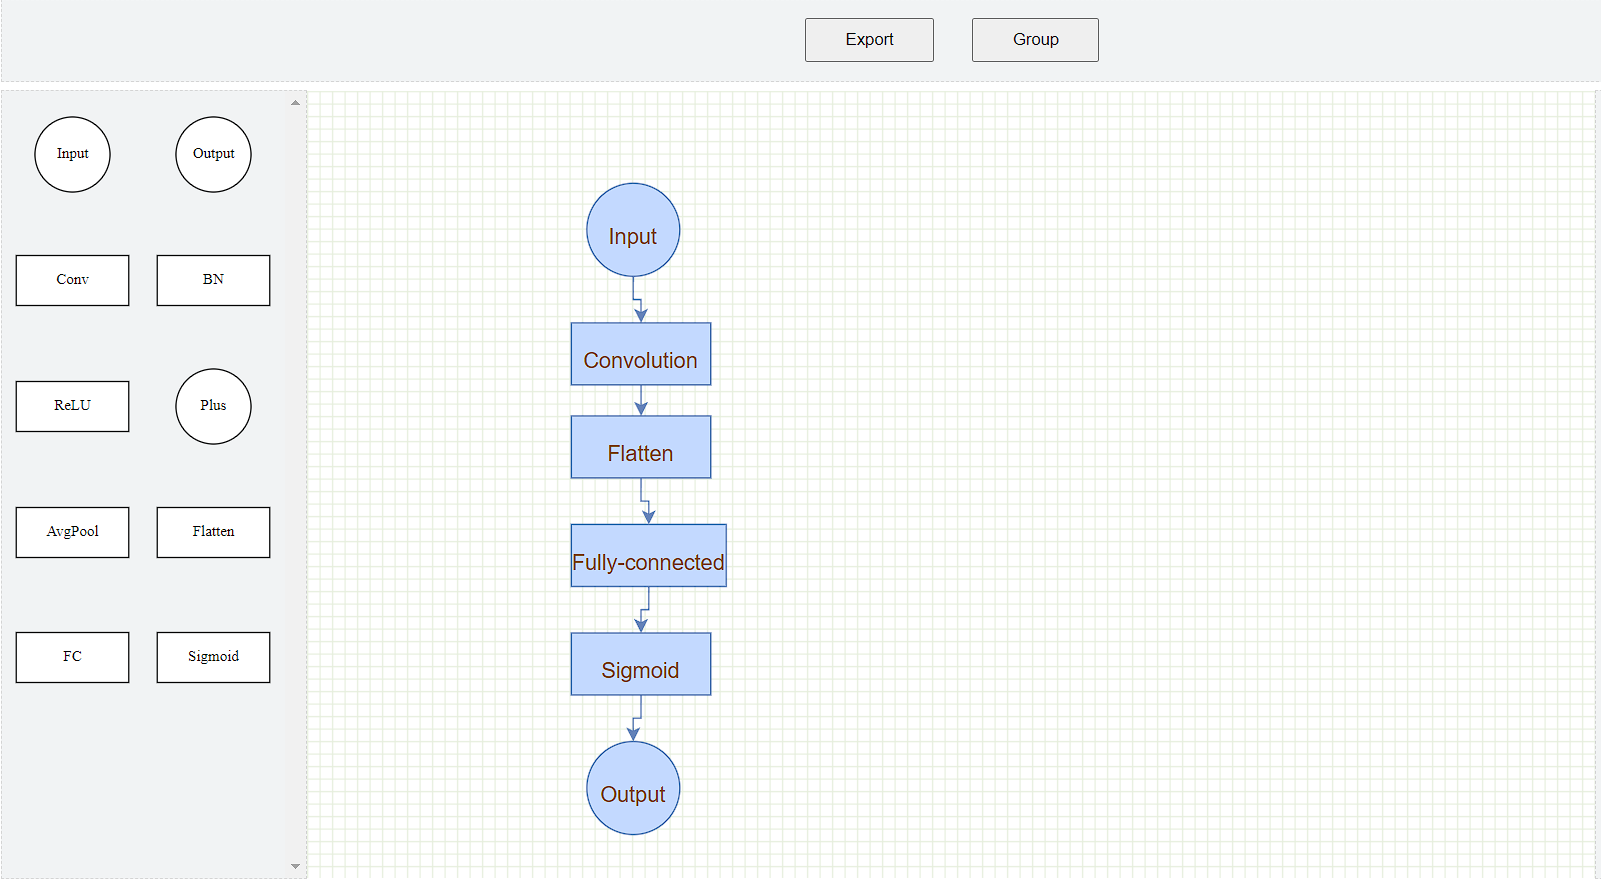 Export
Group
Input
Output
Conv
BN
ReLU
Plus
AvgPool
Flatten
FC
Sigmoid
Input
Convolution
Flatten
Fully-connected
Sigmoid
Output